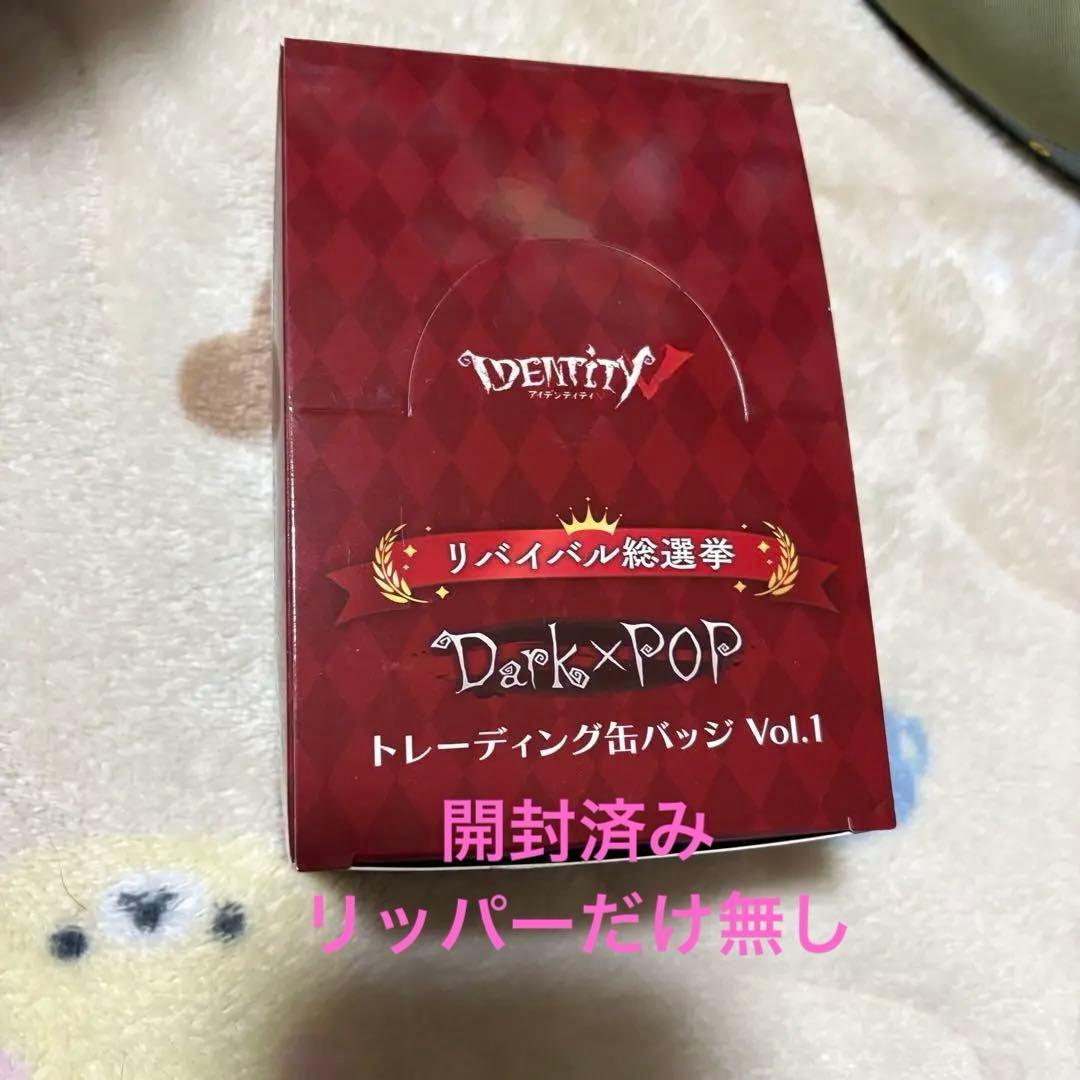 IDENTITY V
アイデンティティV
リバイバル総選挙
Dark×POP
トレーディング缶バッジ Vol.1
開封済み
リッパーだけ無し